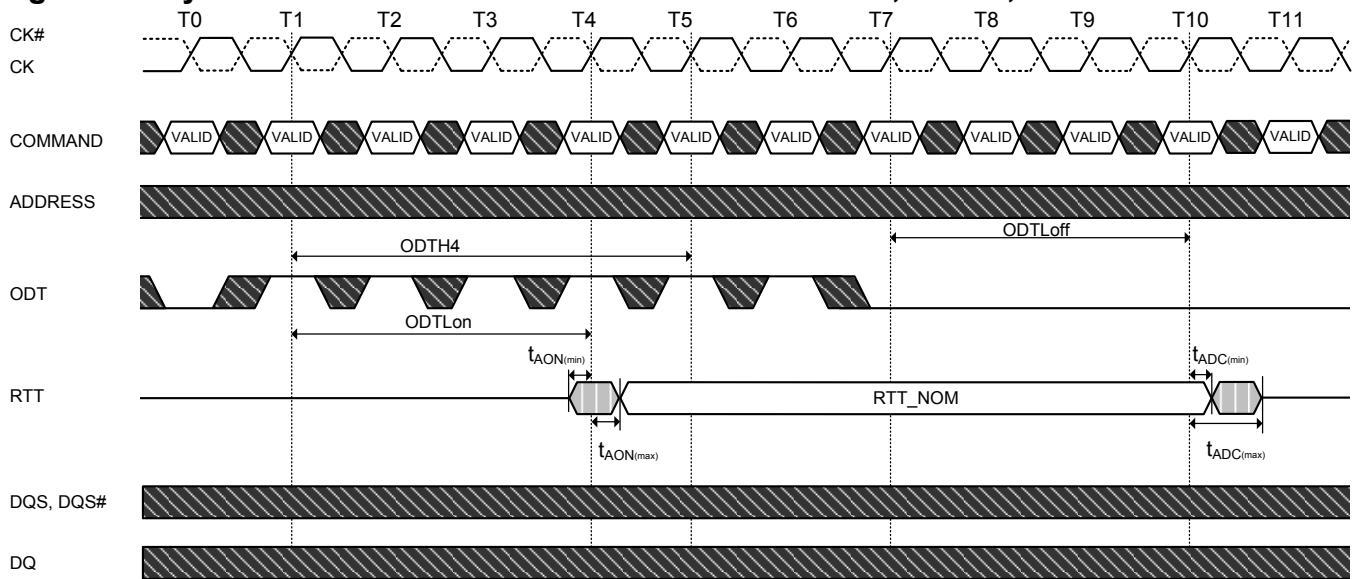 T0 T1 T2 T3 T4 T5 T6 T7 T8 T9 T10 T11
CK#
CK
COMMAND VALID VALID VALID VALID VALID VALID VALID VALID VALID VALID VALID VALID
ADDRESS
ODTLoff
ODTH4
ODT
ODTLon
tAON(min) tADC(min)
RTT RTT_NOM
tAON(max) tADC(max)
DQS, DQS#
DQ